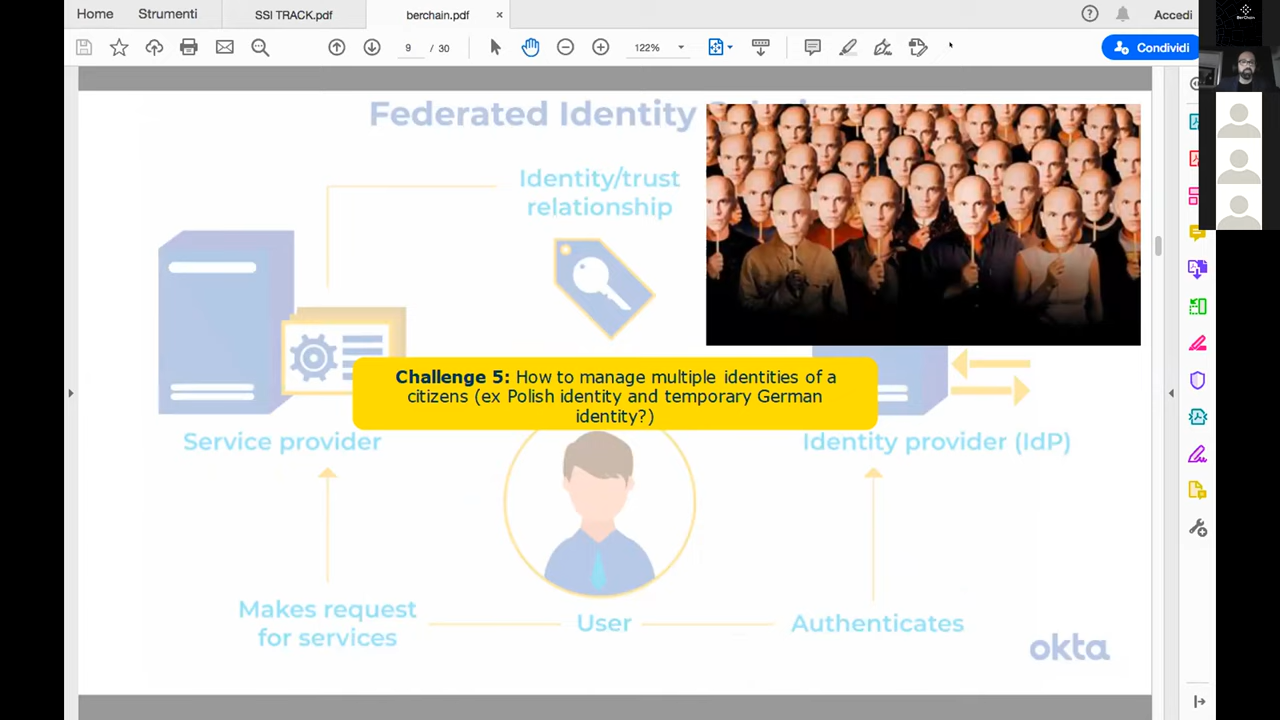 Home
Strumenti
SSI TRACK.pdf
berchain.pdf
Accedi
9 / 30
122%
Condividi
BerChain
Federated Identity
Identity/trust
relationship
Challenge 5: How to manage multiple identities of a
citizens (ex Polish identity and temporary German
identity?)
Service provider
Identity provider (IdP)
Makes request
for services
User
Authenticates
okta